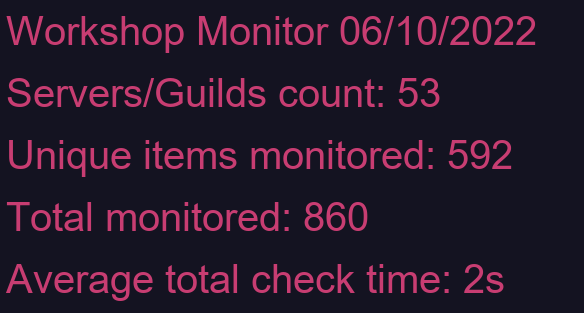 Workshop Monitor 06/10/2022
Servers/Guilds count: 53
Unique items monitored: 592
Total monitored: 860
Average total check time: 2s